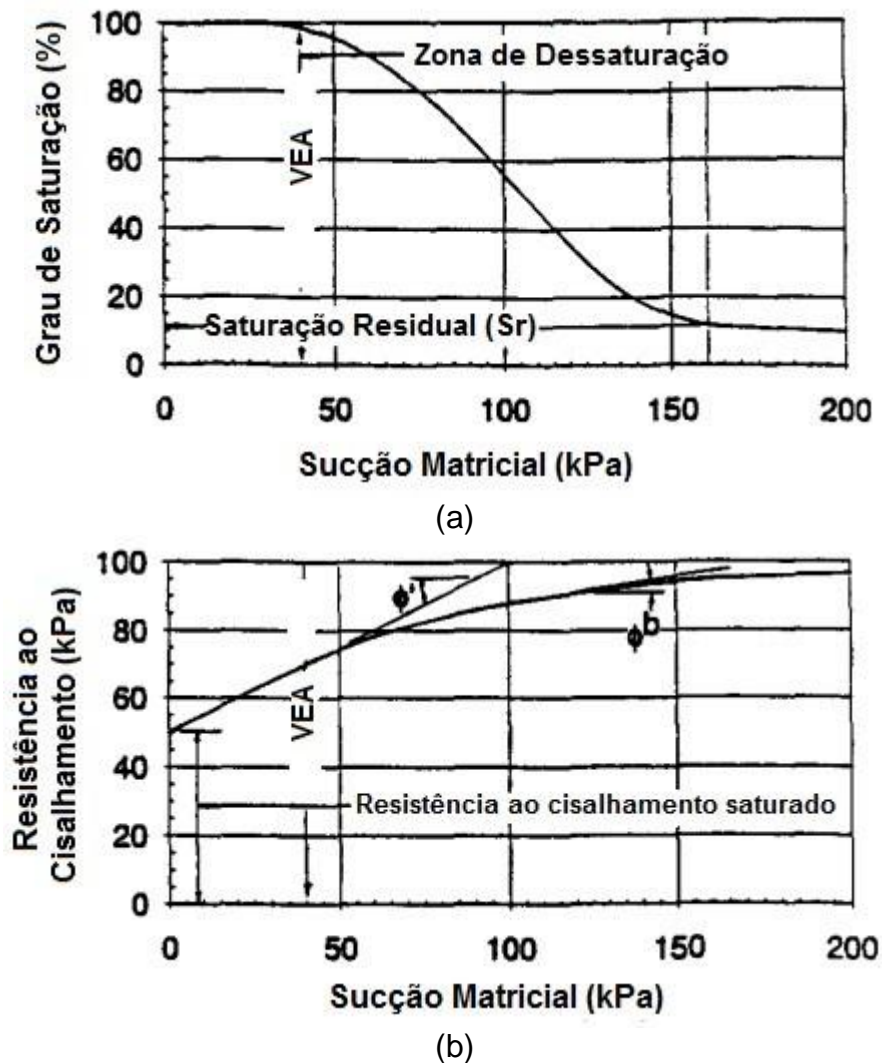 100
80
60
40
20
0
Grau de Saturação (%)
Zona de Dessaturação
VEA
Saturação Residual (Sr)
0 50 100 150 200
Sucção Matricial (kPa)
(a)
100
80
60
40
20
0
Resistência ao
Cisalhamento (kPa)
ϕ'
ϕb
VEA
Resistência ao cisalhamento saturado
0 50 100 150 200
Sucção Matricial (kPa)
(b)